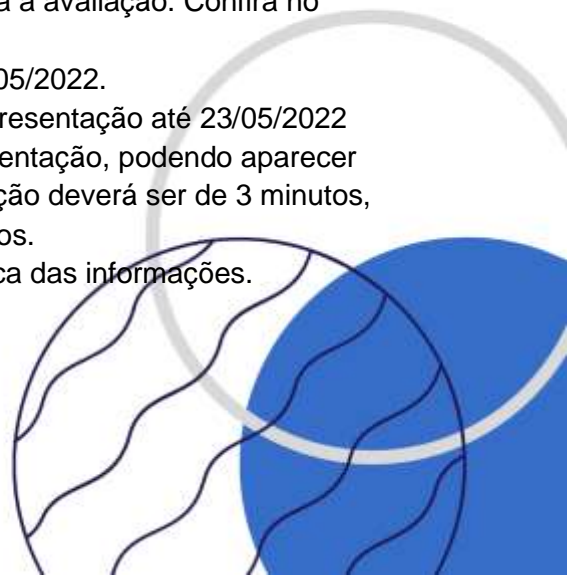 a a avaliação. Confira no
05/2022.
resentação até 23/05/2022
entação, podendo aparecer
ção deverá ser de 3 minutos,
os.
ca das informações.